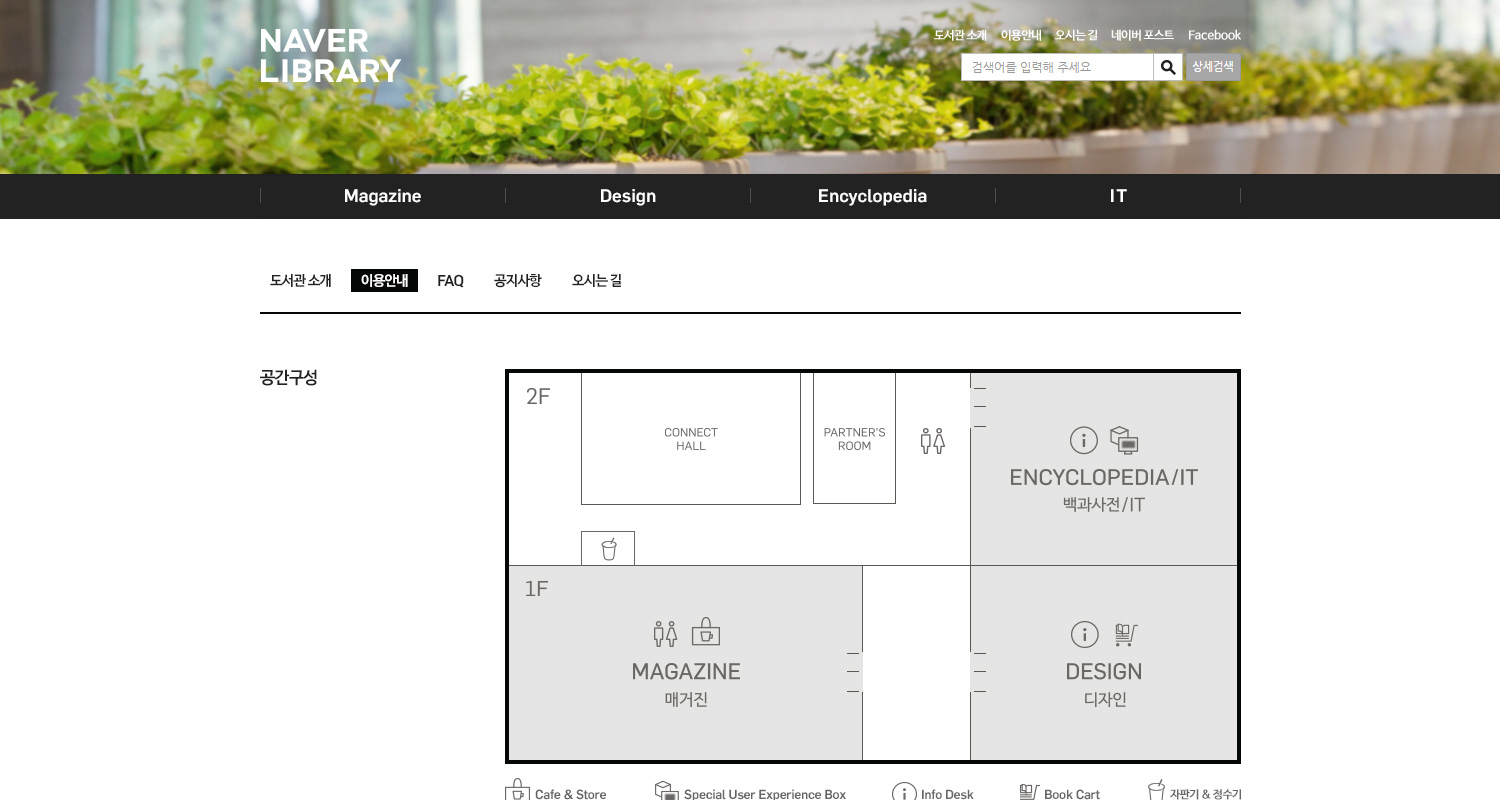 NAVER
LIBRARY
도서관 소개 이용안내 오시는 길 네이버 포스트 Facebook
검색어를 입력해 주세요 상세검색
Magazine Design Encyclopedia IT
도서관 소개 이용안내 FAQ 공지사항 오시는 길
공간구성
2F
CONNECT
HALL
PARTNER'S
ROOM
ENCYCLOPEDIA/IT
백과사전/IT
1F
MAGAZINE
매거진
DESIGN
디자인
Cafe & Store Special User Experience Box Info Desk Book Cart 자판기 & 정수기